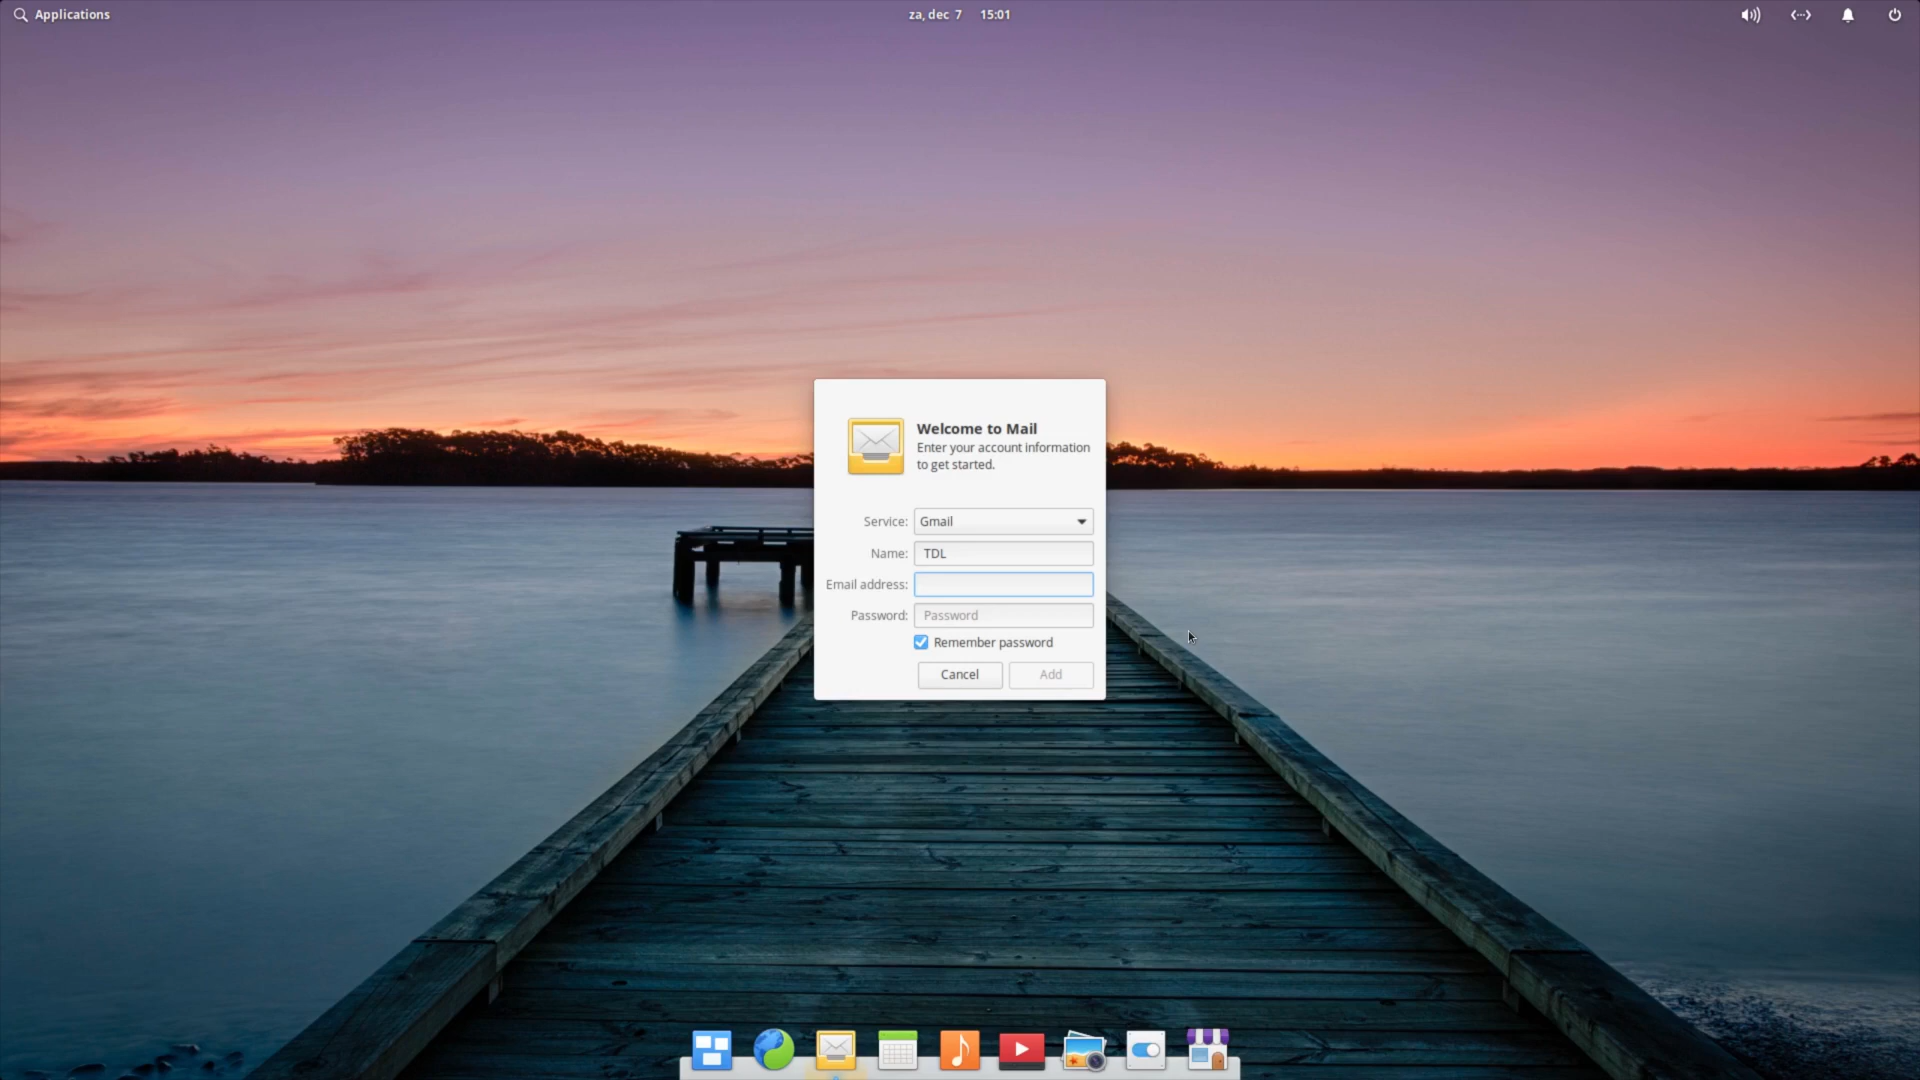 Applications
za, dec 7 15:01
Welcome to Mail
Enter your account information
to get started.
Service: Gmail
Name: TDL
Email address:
Password: Password
Remember password
Cancel Add